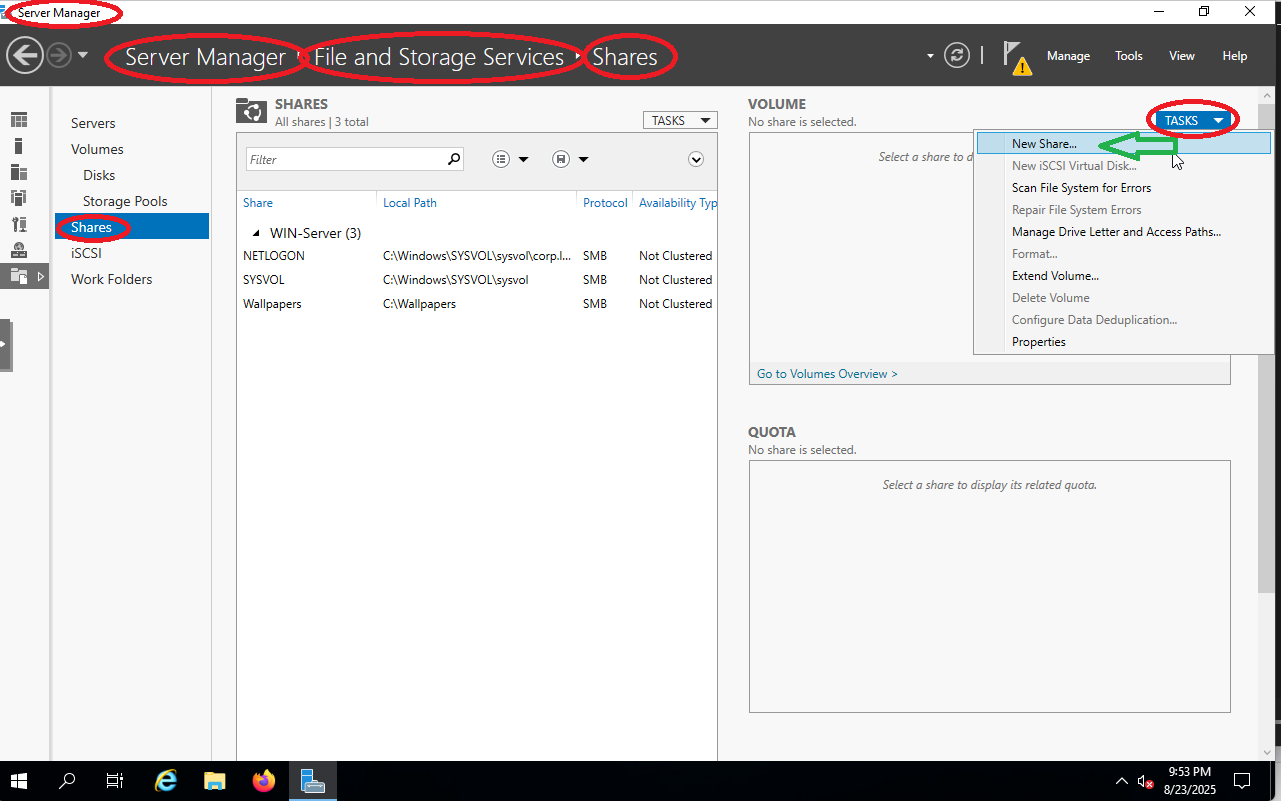 Server Manager
Server Manager File and Storage Services Shares
Manage Tools View Help
Servers
Volumes
Disks
Storage Pools
Shares
iSCSI
Work Folders
SHARES
All shares | 3 total
TASKS
Filter
Share Local Path Protocol Availability Typ
WIN-Server (3)
NETLOGON C:\Windows\SYSVOL\sysvol\corp.l... SMB Not Clustered
SYSVOL C:\Windows\SYSVOL\sysvol SMB Not Clustered
Wallpapers C:\Wallpapers SMB Not Clustered
VOLUME
No share is selected.
TASKS
Select a share to d
New Share...
New iSCSI Virtual Disk...
Scan File System for Errors
Repair File System Errors
Manage Drive Letter and Access Paths...
Format...
Extend Volume...
Delete Volume
Configure Data Deduplication...
Properties
Go to Volumes Overview >
QUOTA
No share is selected.
Select a share to display its related quota.
9:53 PM
8/23/2025